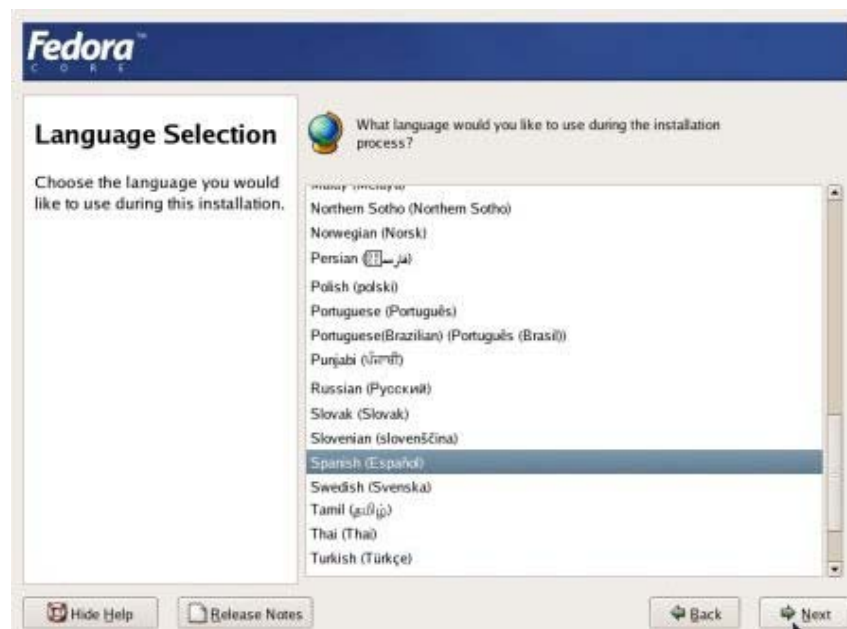 Fedora™
CORE
Language Selection
Choose the language you would
like to use during this installation.
What language would you like to use during the installation
process?
Northern Sotho (Northern Sotho)
Norwegian (Norsk)
Persian
Polish (polski)
Portuguese (Português)
Portuguese(Brazilian) (Português (Brasil))
Punjabi (ਪੰਜਾਬੀ)
Russian (Русский)
Slovak (Slovak)
Slovenian (slovenščina)
Spanish (Español)
Swedish (Svenska)
Tamil (தமிழ்)
Thai (Thai)
Turkish (Türkçe)
Hide Help
Release Notes
Back
Next